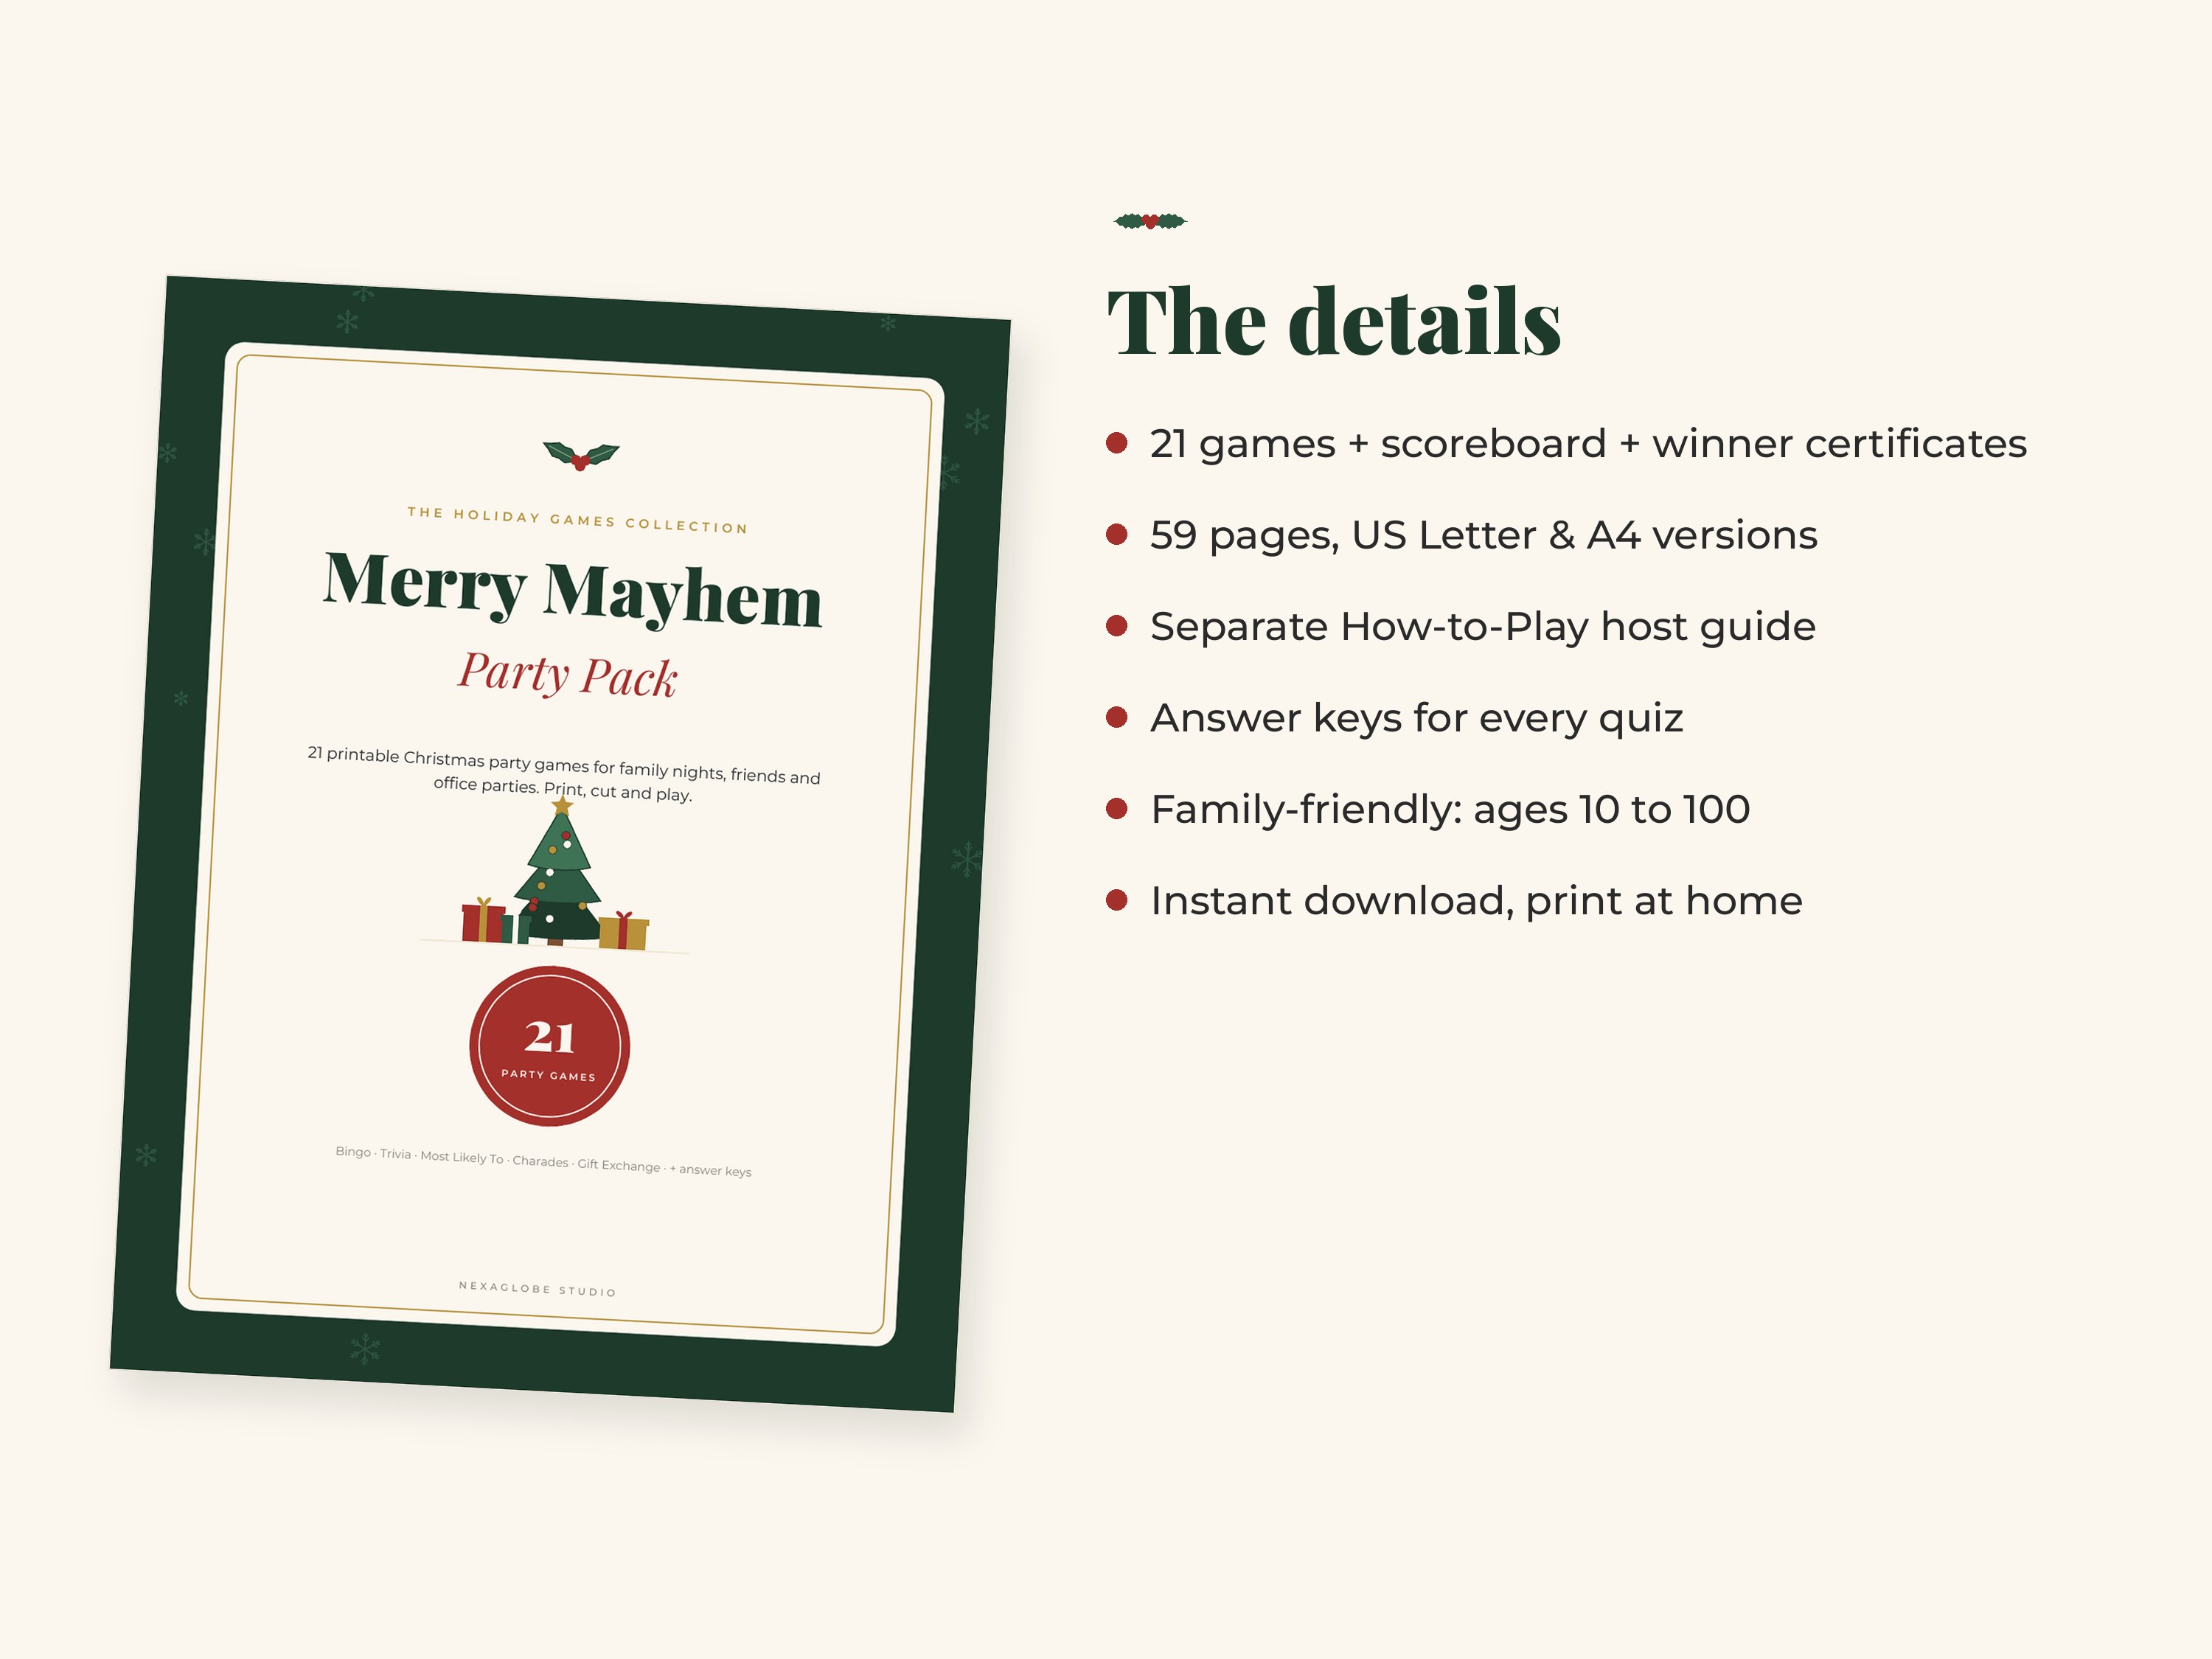 THE HOLIDAY GAMES COLLECTION
Merry Mayhem
Party Pack
21 printable Christmas party games for family nights, friends and
office parties. Print, cut and play.
21
PARTY GAMES
Bingo · Trivia · Most Likely To · Charades · Gift Exchange · + answer keys
NEXAGLOBE STUDIO
The details
21 games + scoreboard + winner certificates
59 pages, US Letter & A4 versions
Separate How-to-Play host guide
Answer keys for every quiz
Family-friendly: ages 10 to 100
Instant download, print at home